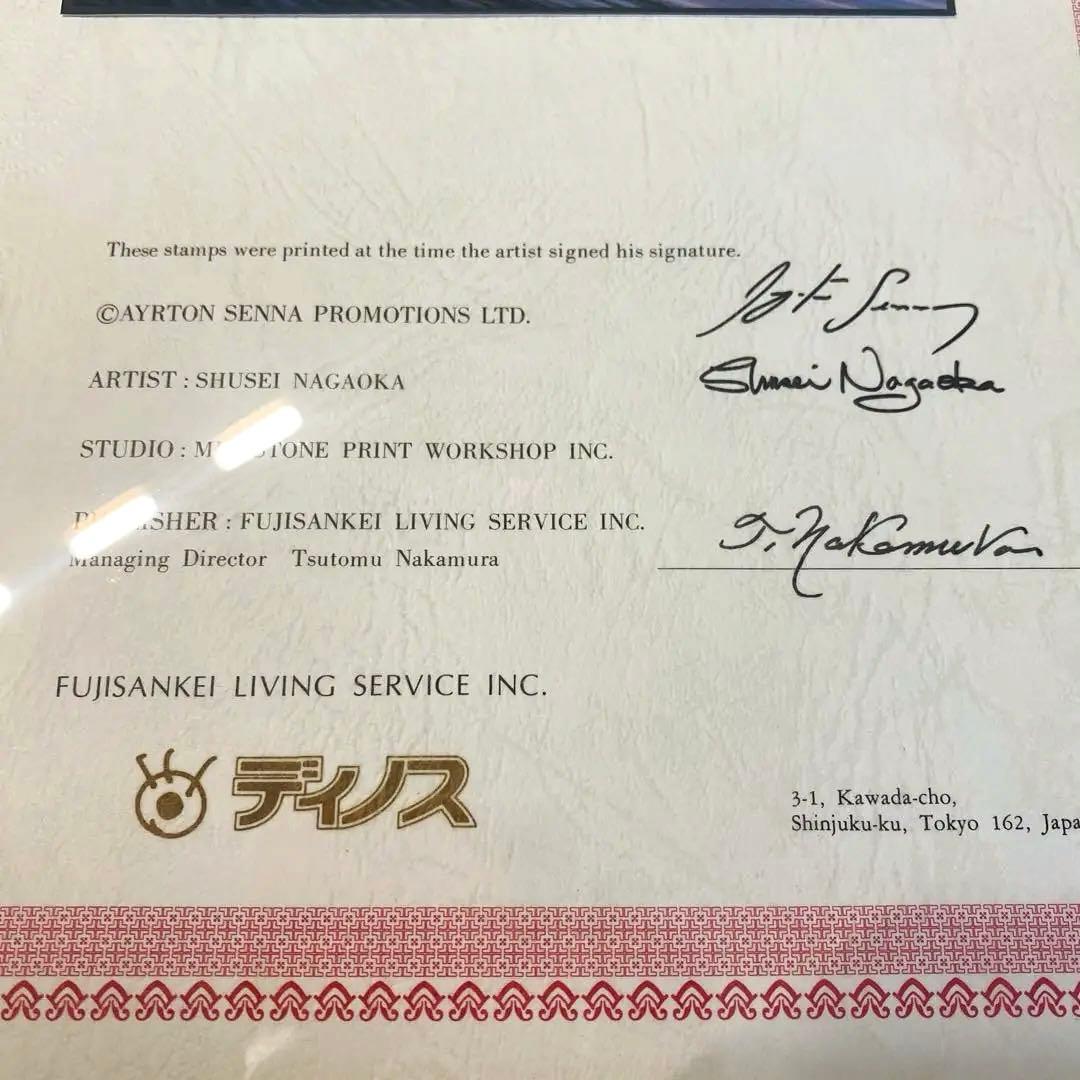 These stamps were printed at the time the artist signed his signature.
©AYRTON SENNA PROMOTIONS LTD.
Senna
ARTIST : SHUSEI NAGAOKA
Shusei Nagaoka
STUDIO : PRINT WORKSHOP INC.
: FUJISANKEI LIVING SERVICE INC.
T. Nakamura
Managing Director Tsutomu Nakamura
FUJISANKEI LIVING SERVICE INC.
ディノス
3-1, Kawada-cho,
Shinjuku-ku, Tokyo 162, Japa